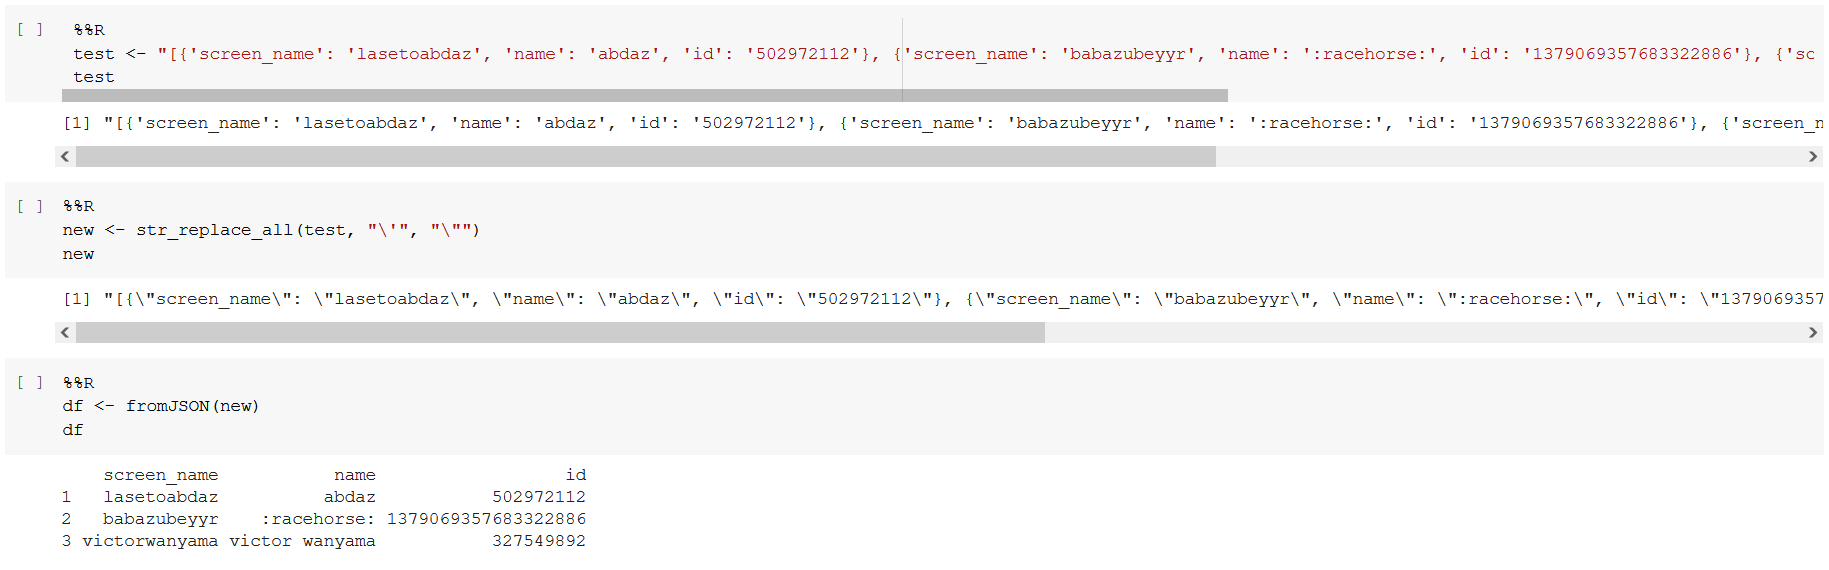 [ ] %%R
test <- "[{'screen_name': 'lasetoabdaz', 'name': 'abdaz', 'id': '502972112'}, {'screen_name': 'babazubeyyr', 'name': ':racehorse:', 'id': '1379069357683322886'}, {'sc
test
[1] "[{'screen_name': 'lasetoabdaz', 'name': 'abdaz', 'id': '502972112'}, {'screen_name': 'babazubeyyr', 'name': ':racehorse:', 'id': '1379069357683322886'}, {'screen_n
[ ] %%R
new <- str_replace_all(test, "\'", "\"")
new
[1] "[{\"screen_name\": \"lasetoabdaz\", \"name\": \"abdaz\", \"id\": \"502972112\"}, {\"screen_name\": \"babazubeyyr\", \"name\": \":racehorse:\", \"id\": \"1379069357
[ ] %%R
df <- fromJSON(new)
df
screen_name name id
1 lasetoabdaz abdaz 502972112
2 babazubeyyr :racehorse: 1379069357683322886
3 victorwanyama victor wanyama 327549892